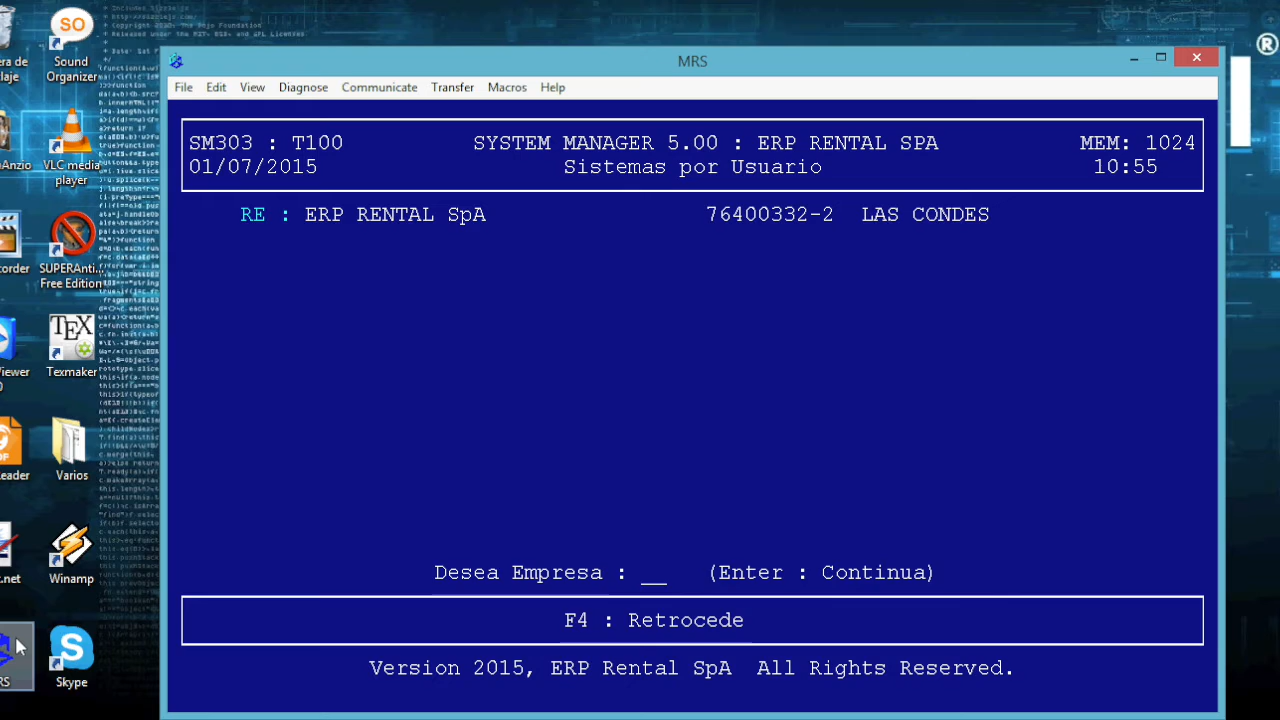 SO
Sound
Organizer
VLC media
player
SUPERAnti...
Free Edition
TEX
Texmaker
Varios
Winamp
S
Skype
®
MRS
File Edit View Diagnose Communicate Transfer Macros Help
SM303 : T100 SYSTEM MANAGER 5.00 : ERP RENTAL SPA MEM: 1024
01/07/2015 Sistemas por Usuario 10:55
RE : ERP RENTAL SpA 76400332-2 LAS CONDES
Desea Empresa : __ (Enter : Continua)
F4 : Retrocede
Version 2015, ERP Rental SpA All Rights Reserved.